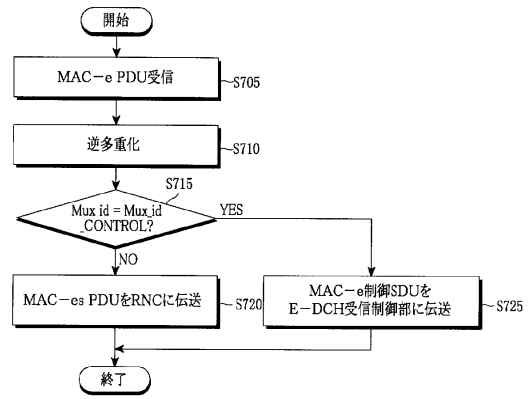 開始
MAC－e PDU受信
S705
逆多重化
S710
S715
Mux id = Mux_id
_CONTROL?
YES
NO
MAC－es PDUをRNCに伝送
S720
MAC－e制御SDUを
E－DCH受信制御部に伝送
S725
終了